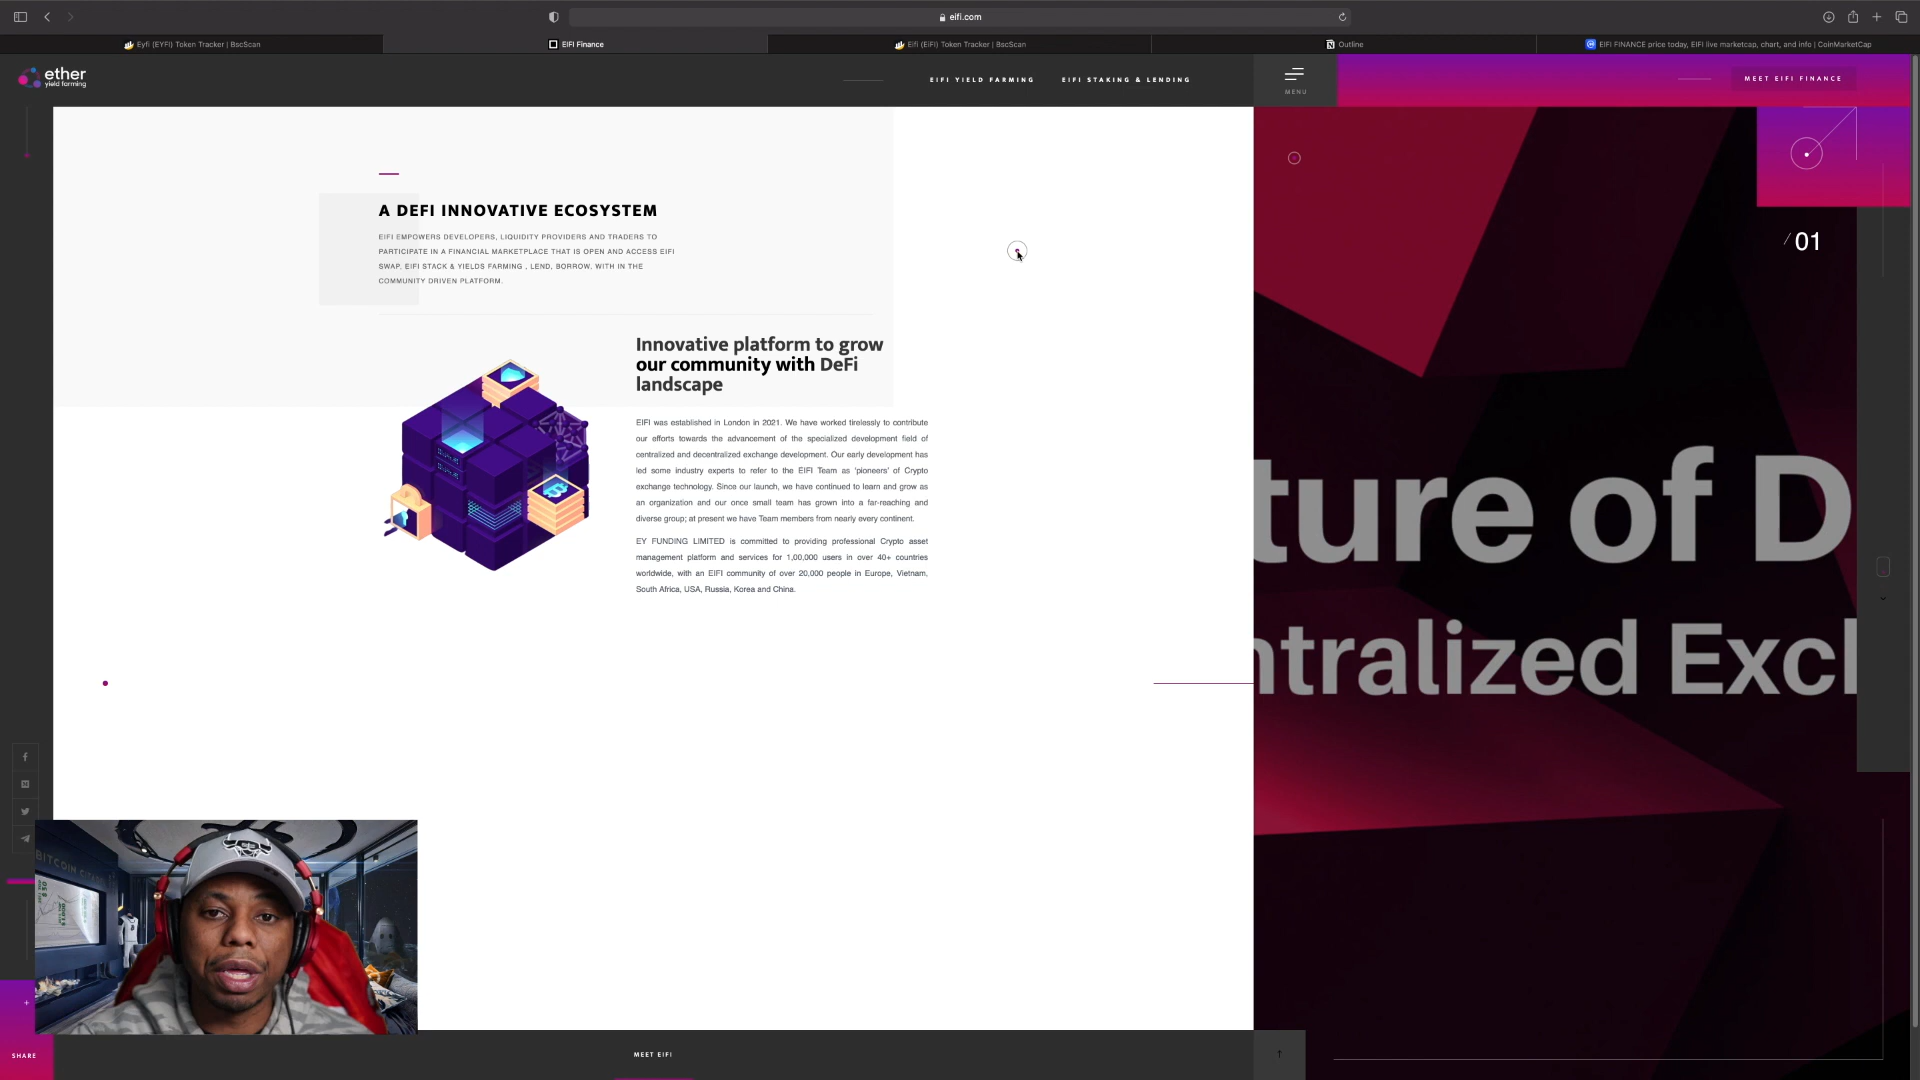 eifi.com
Eyfi (EYFI) Token Tracker | BscScan
EIFI Finance
Eifi (EIFI) Token Tracker | BscScan
Outline
EIFI FINANCE price today, EIFI live marketcap, chart, and info | CoinMarketCap
ether
yield farming
EIFI YIELD FARMING
EIFI STAKING & LENDING
MENU
MEET EIFI FINANCE
A DEFI INNOVATIVE ECOSYSTEM
EIFI EMPOWERS DEVELOPERS, LIQUIDITY PROVIDERS AND TRADERS TO
PARTICIPATE IN A FINANCIAL MARKETPLACE THAT IS OPEN AND ACCESS EIFI
SWAP, EIFI STACK & YIELDS FARMING , LEND, BORROW, WITH IN THE
COMMUNITY DRIVEN PLATFORM.
/ 01
Innovative platform to grow
our community with DeFi
landscape
EIFI was established in London in 2021. We have worked tirelessly to contribute
our efforts towards the advancement of the specialized development field of
centralized and decentralized exchange development. Our early development has
led some industry experts to refer to the EIFI Team as 'pioneers' of Crypto
exchange technology. Since our launch, we have continued to learn and grow as
an organization and our once small team has grown into a far-reaching and
diverse group; at present we have Team members from nearly every continent.
EY FUNDING LIMITED is committed to providing professional Crypto asset
management platform and services for 1,00,000 users in over 40+ countries
worldwide, with an EIFI community of over 20,000 people in Europe, Vietnam,
South Africa, USA, Russia, Korea and China.
ture of D
ntralized Excl
BITCOIN
SHARE
MEET EIFI